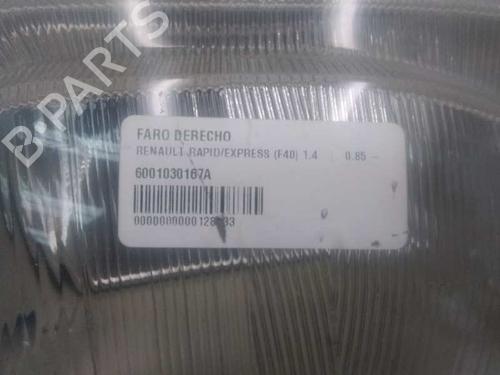 B-PARTS
FARO DERECHO
RENAULT RAPID/EXPRESS (F40) 1.4 | 0.85 -
6001030167A